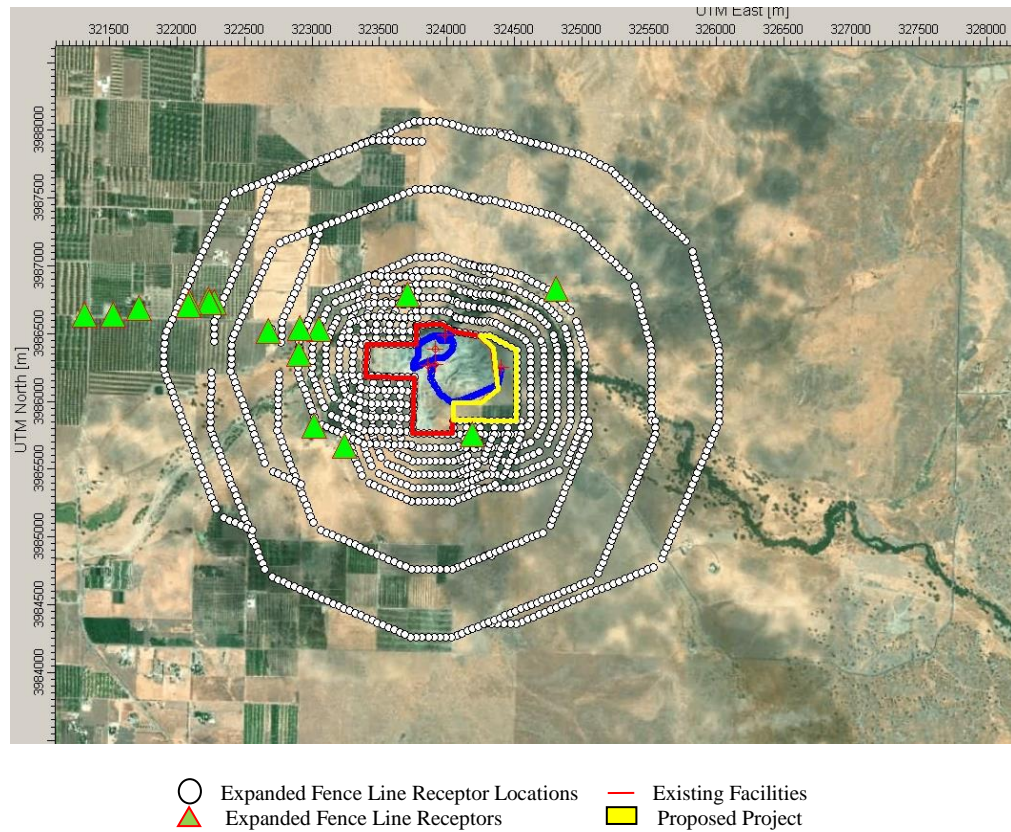 UTM East [m]
321500 322000 322500 323000 323500 324000 324500 325000 325500 326000 326500 327000 327500 328000
UTM North [m]
3988000
3987500
3987000
3986500
3986000
3985500
3985000
3984500
3984000
Expanded Fence Line Receptor Locations
Existing Facilities
Expanded Fence Line Receptors
Proposed Project